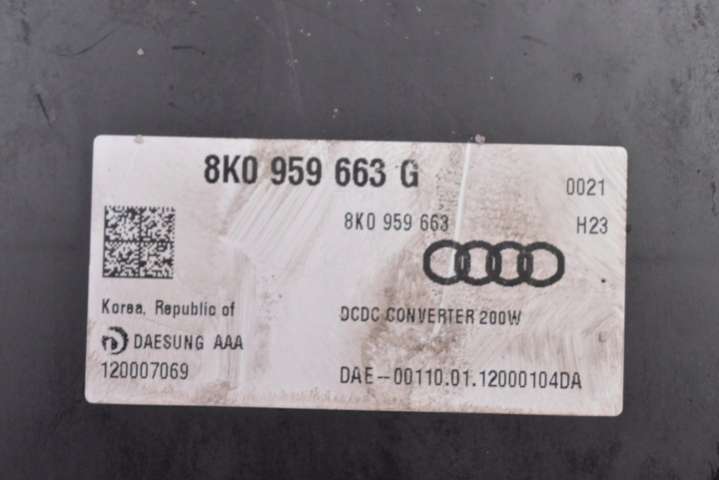 8K0 959 663 G
0021
8K0 959 663
H23
Korea, Republic of
DCDC CONVERTER 200W
DAESUNG AAA
120007069
DAE-00110.01.12000104DA